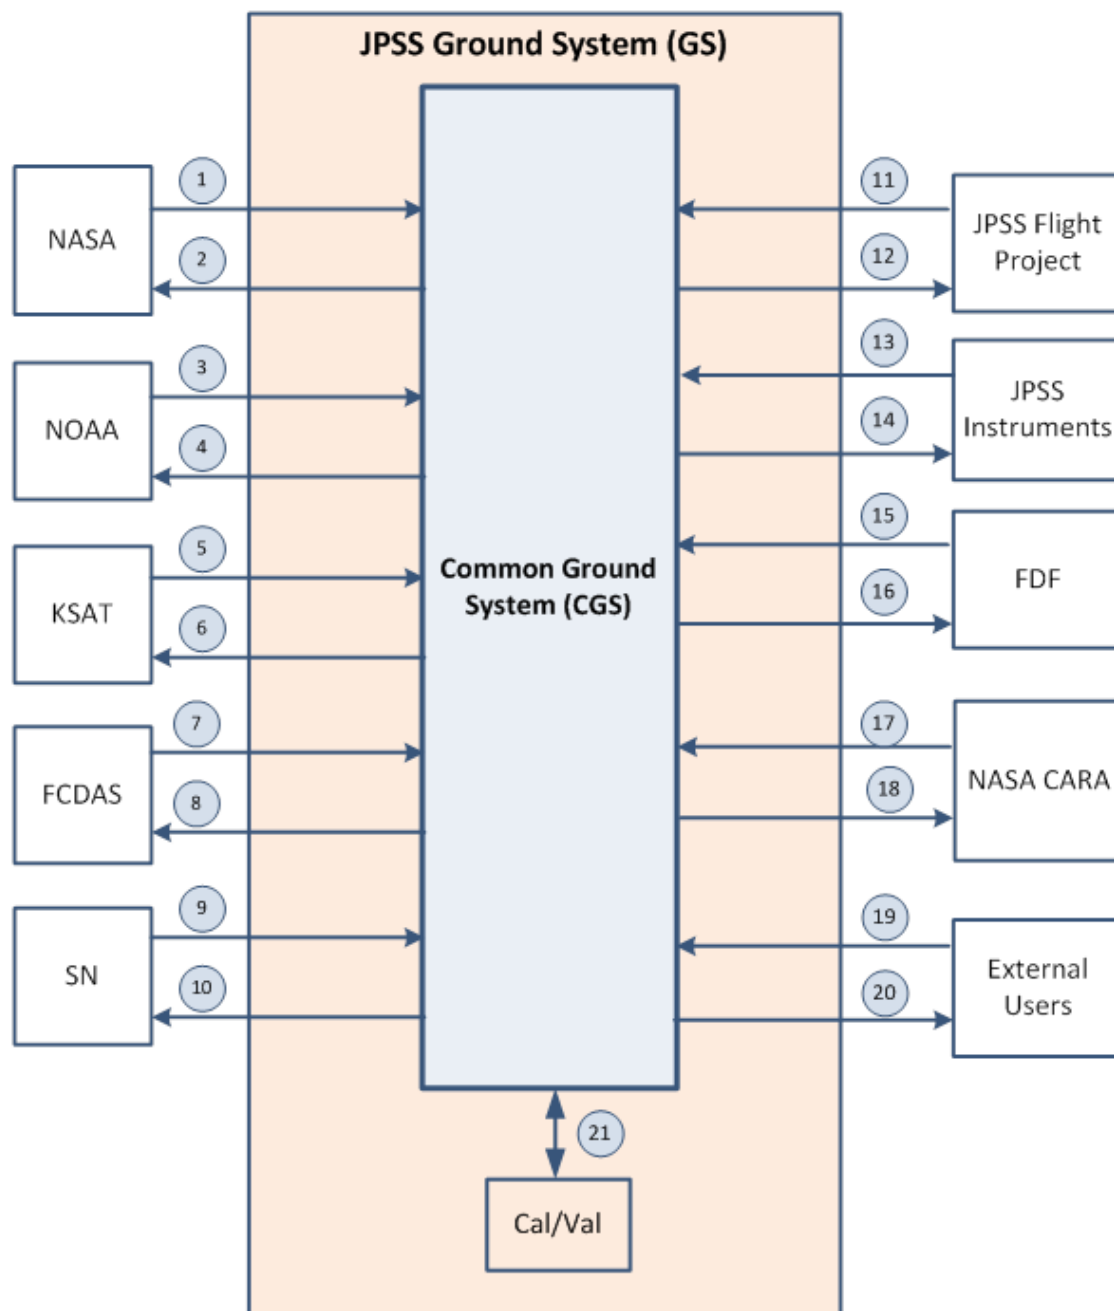 JPSS Ground System (GS)
1
NASA
2
3
NOAA
4
5
KSAT
6
7
FCDAS
8
9
SN
10
Common Ground
System (CGS)
11
JPSS Flight
Project
12
13
JPSS
Instruments
14
15
FDF
16
17
NASA CARA
18
19
External
Users
20
21
Cal/Val